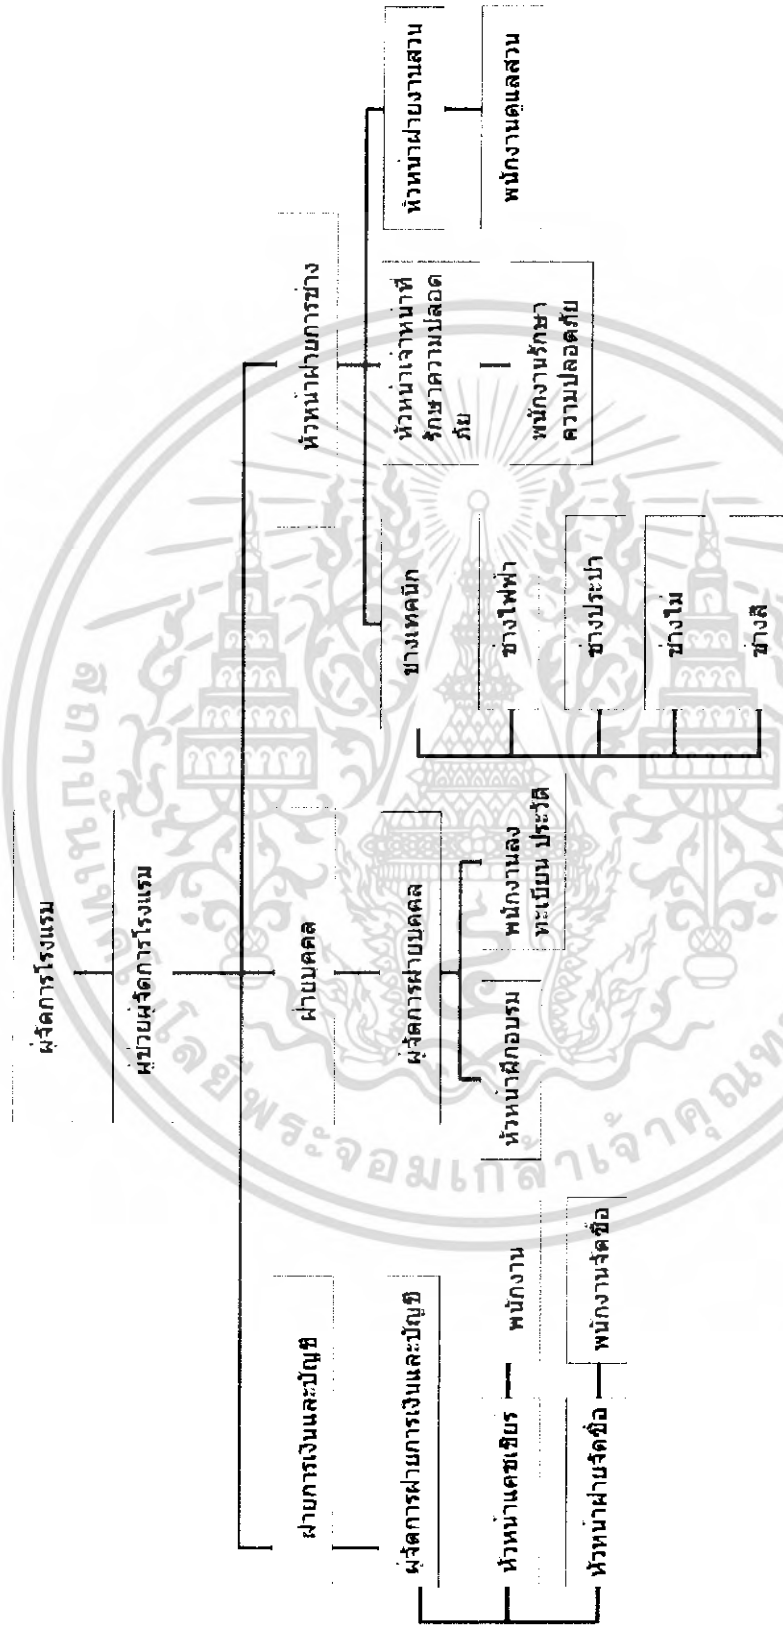 ผู้จัดการโรงแรม
ผู้ช่วยผู้จัดการโรงแรม
ฝ่ายการเงินและบัญชี
ฝ่ายบุคคล
หัวหน้าฝ่ายการช่าง
ผู้จัดการฝ่ายการเงินและบัญชี
ผู้จัดการฝ่ายบุคคล
ช่างเทคนิก
หัวหน้าเจ้าหน้าที่
รักษาความปลอด
ภัย
หัวหน้าฝ่ายงานสวน
หัวหน้าแคชเชียร
พนักงาน
หัวหน้าฝึกอบรม
พนักงานลง
ทะเบียน ประวัติ
ช่างไฟฟ้า
พนักงานรักษา
ความปลอดภัย
พนักงานดูแลสวน
หัวหน้าฝ่ายจัดซื้อ
พนักงานจัดซื้อ
ช่างประปา
ช่างไม้
ช่างสี